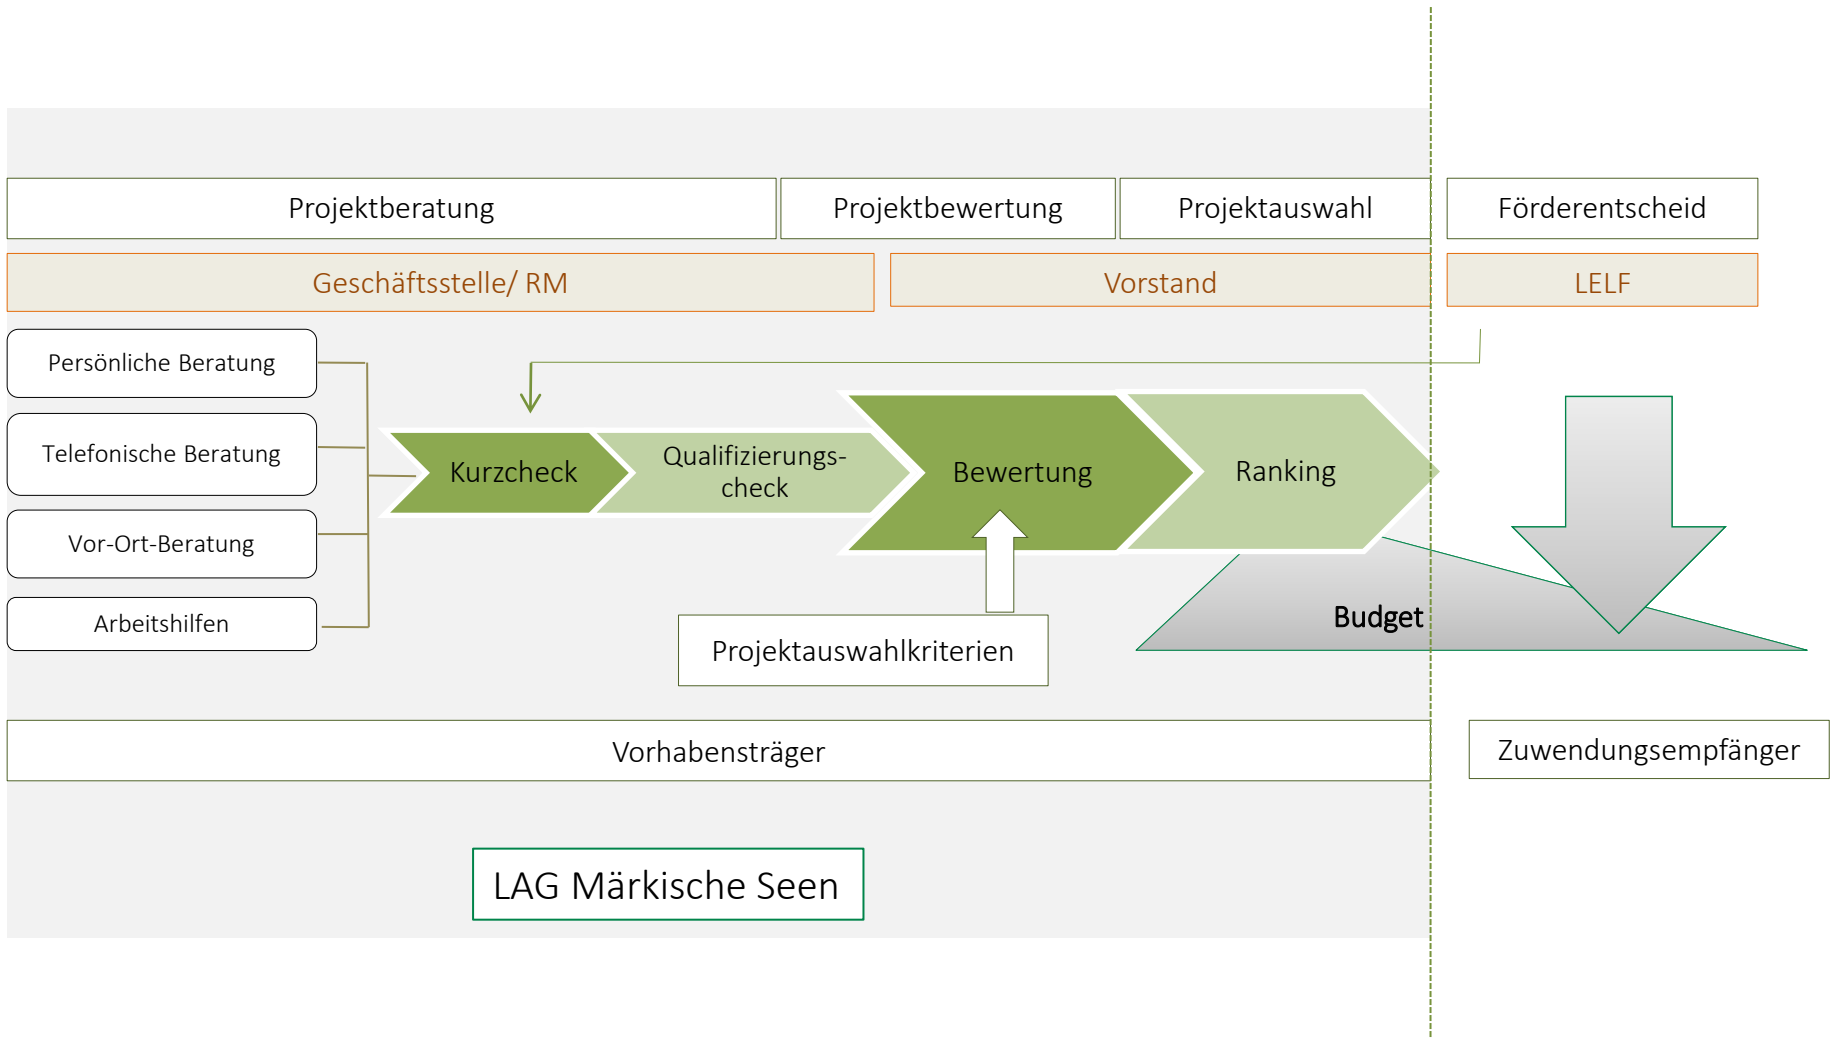 Projektberatung
Projektbewertung
Projektauswahl
Förderentscheid
Geschäftsstelle/ RM
Vorstand
LELF
Persönliche Beratung
Telefonische Beratung
Vor-Ort-Beratung
Arbeitshilfen
Kurzcheck
Qualifizierungs-
check
Bewertung
Ranking
Projektauswahlkriterien
Budget
Vorhabensträger
Zuwendungsempfänger
LAG Märkische Seen